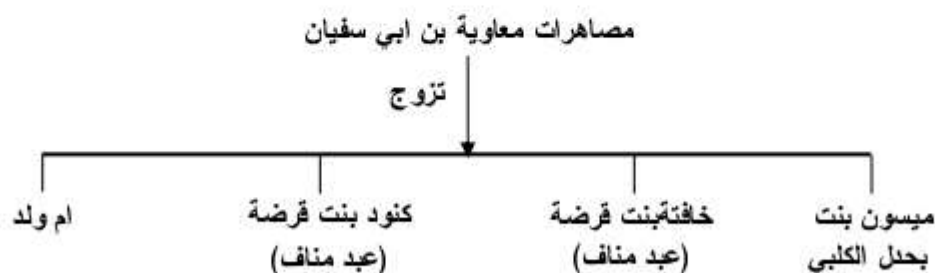 مصاهرات معاوية بن ابي سفيان
تزوج
ميسون بنت
بحدل الكلبي
خافتةبنت قرضة
(عبد مناف)
كنود بنت قرضة
(عبد مناف)
ام ولد